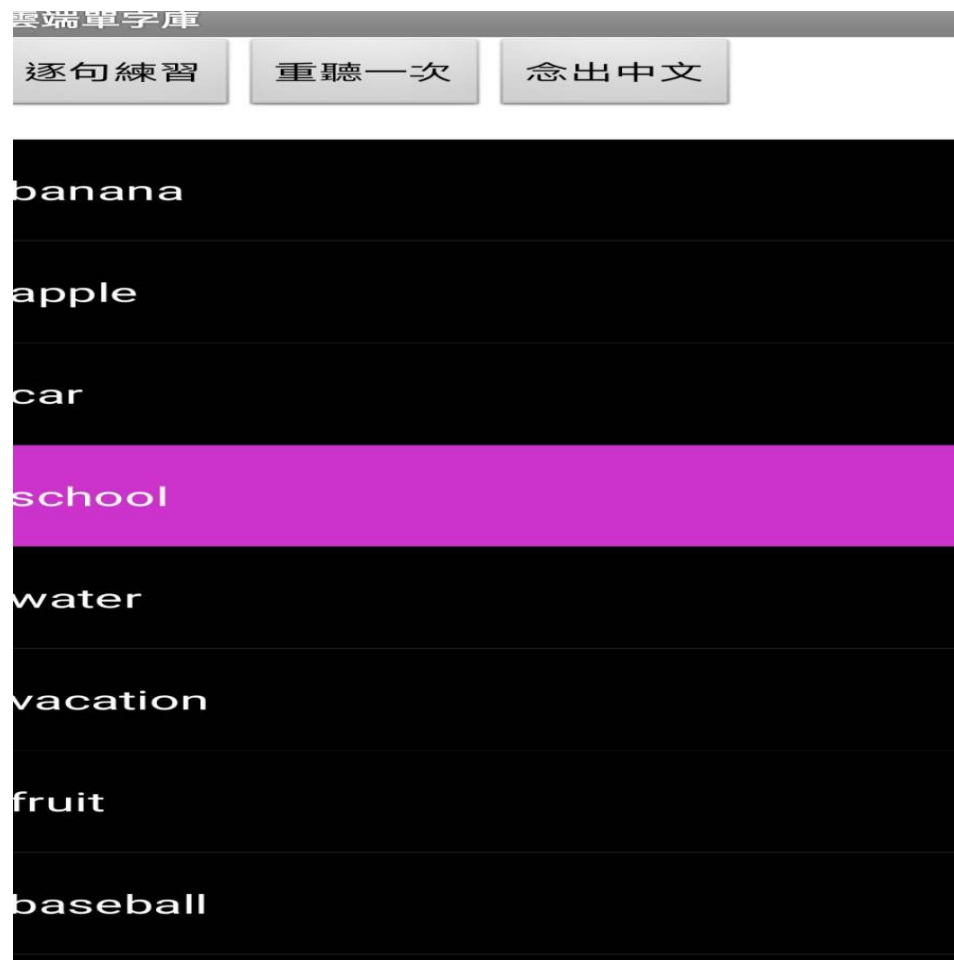 雲端單字庫
逐句練習 重聽一次 念出中文
banana
apple
car
school
water
vacation
fruit
baseball